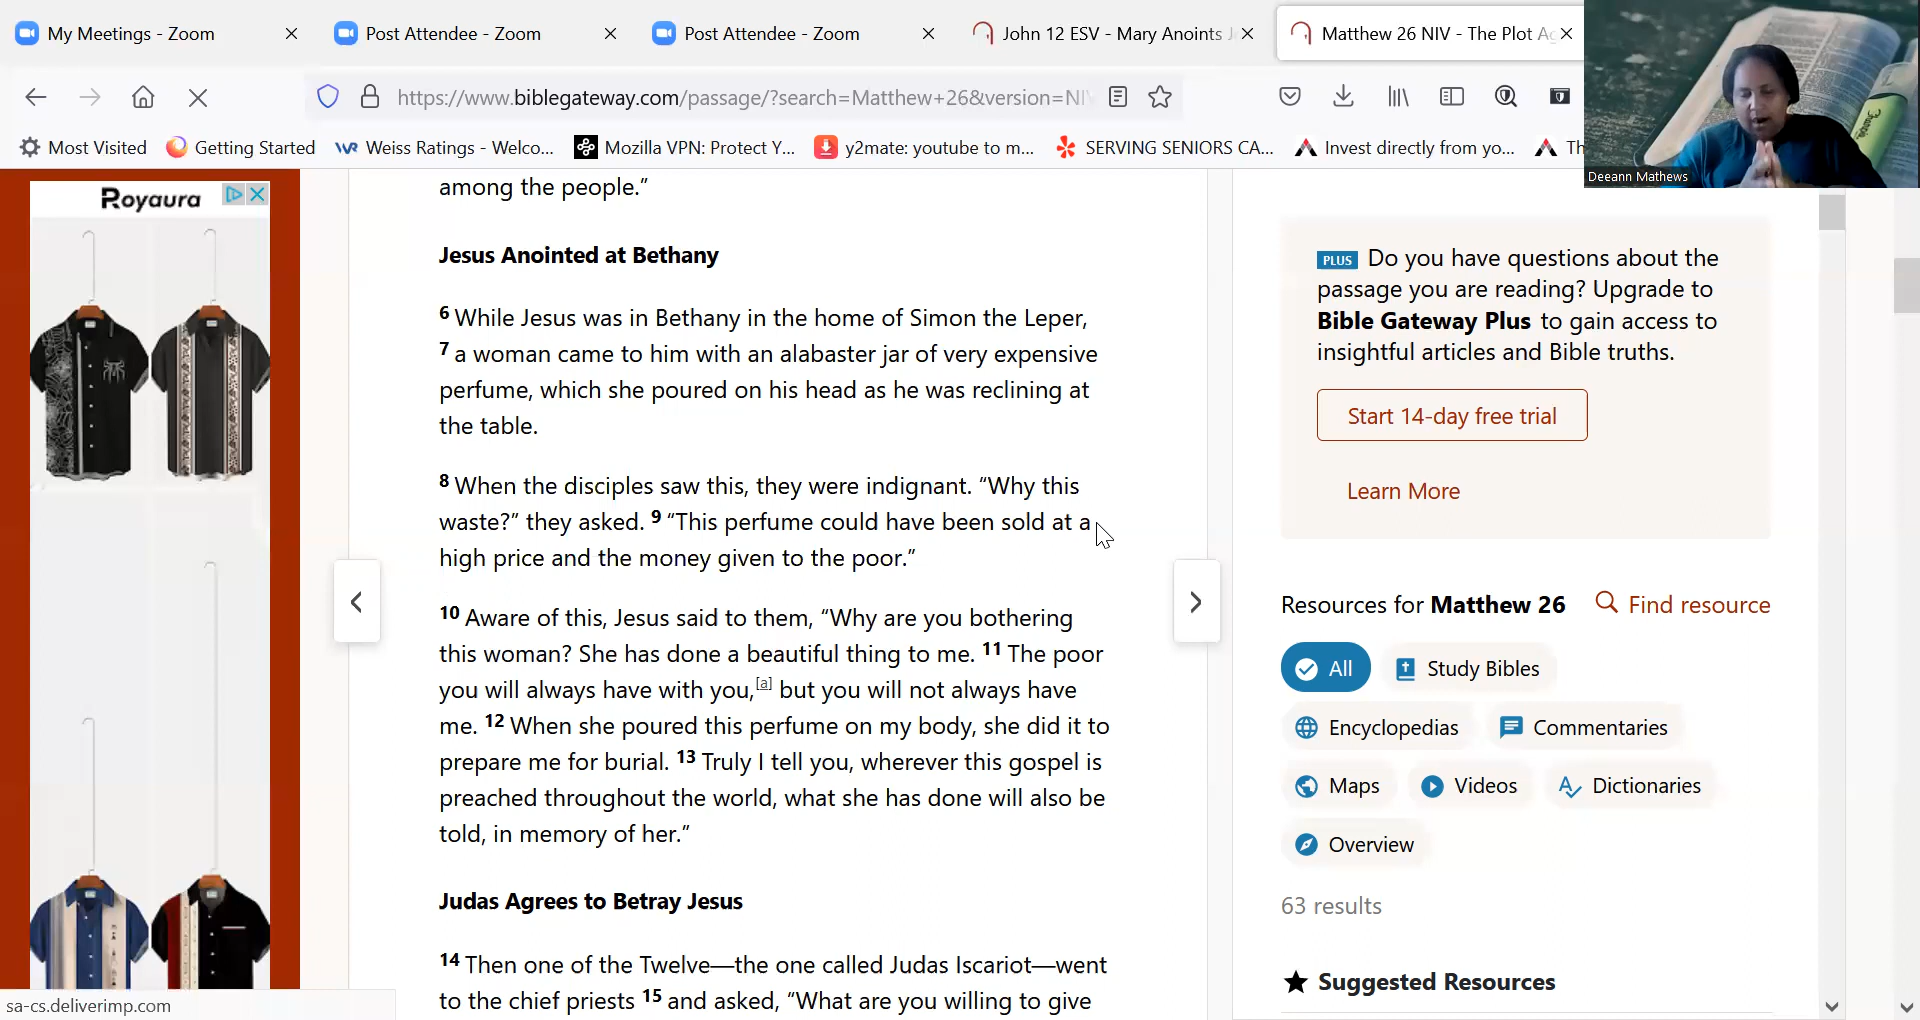 My Meetings - Zoom
Post Attendee - Zoom
Post Attendee - Zoom
John 12 ESV - Mary Anoints
Matthew 26 NIV - The Plot
https://www.biblegateway.com/passage/?search=Matthew+26&version=NIV
Most Visited
Getting Started
Weiss Ratings - Welco...
Mozilla VPN: Protect Y...
y2mate: youtube to m...
SERVING SENIORS CA...
Invest directly from yo...
Deeann Mathews
Royaura
among the people.”
Jesus Anointed at Bethany
6 While Jesus was in Bethany in the home of Simon the Leper,
7 a woman came to him with an alabaster jar of very expensive
perfume, which she poured on his head as he was reclining at
the table.
8 When the disciples saw this, they were indignant. “Why this
waste?” they asked. 9 “This perfume could have been sold at a
high price and the money given to the poor.”
10 Aware of this, Jesus said to them, “Why are you bothering
this woman? She has done a beautiful thing to me. 11 The poor
you will always have with you,[a] but you will not always have
me. 12 When she poured this perfume on my body, she did it to
prepare me for burial. 13 Truly I tell you, wherever this gospel is
preached throughout the world, what she has done will also be
told, in memory of her.”
Judas Agrees to Betray Jesus
14 Then one of the Twelve—the one called Judas Iscariot—went
to the chief priests 15 and asked, “What are you willing to give
PLUS Do you have questions about the
passage you are reading? Upgrade to
Bible Gateway Plus to gain access to
insightful articles and Bible truths.
Start 14-day free trial
Learn More
Resources for Matthew 26
Find resource
All
Study Bibles
Encyclopedias
Commentaries
Maps
Videos
Dictionaries
Overview
63 results
Suggested Resources
sa-cs.deliverimp.com